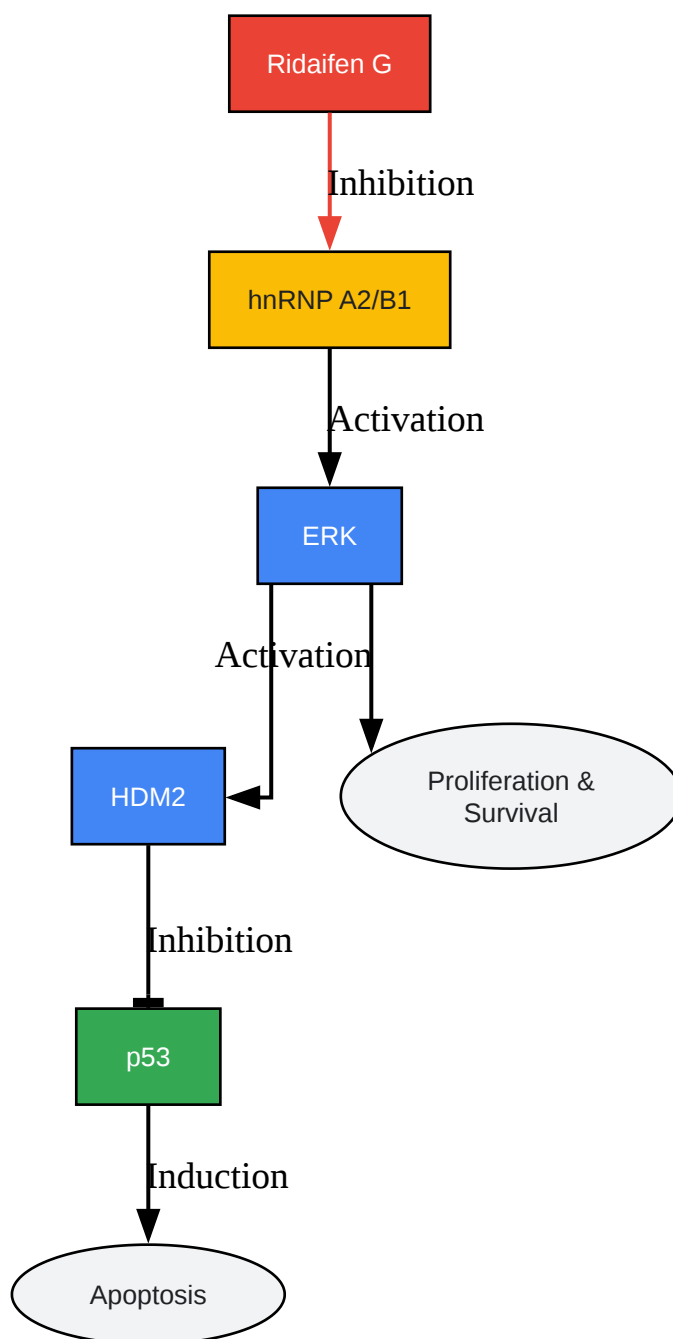 Ridaifen G
Inhibition
hnRNP A2/B1
Activation
ERK
Activation
HDM2
Proliferation &
Survival
Inhibition
p53
Induction
Apoptosis